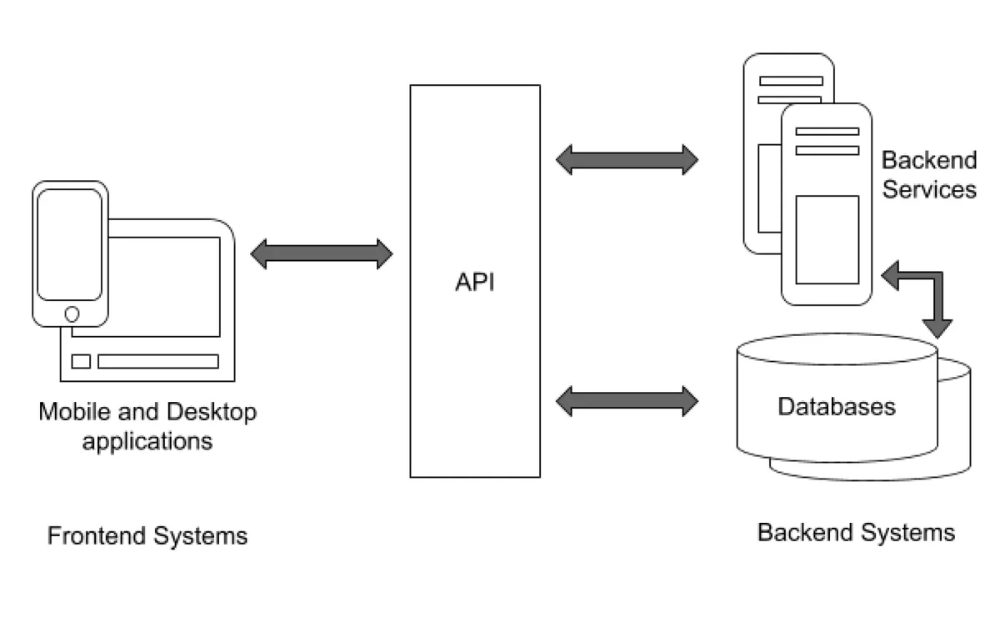 Mobile and Desktop
applications
Frontend Systems
API
Backend
Services
Databases
Backend Systems